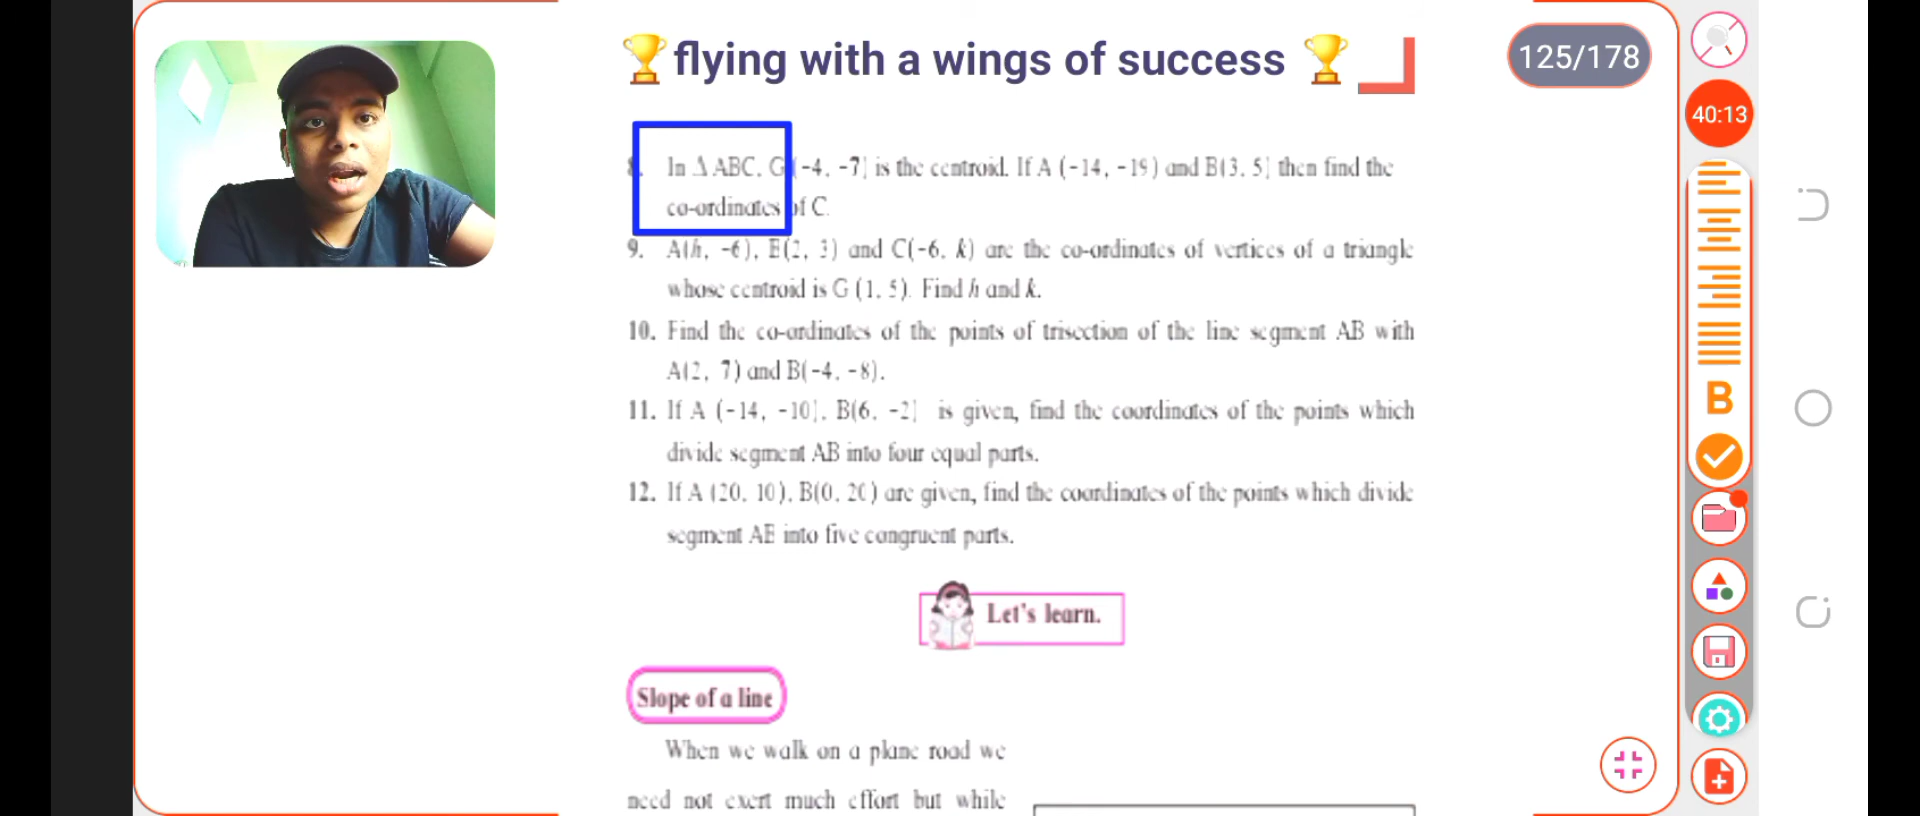 flying with a wings of success
125/178
40:13
8. In Δ ABC, G (-4, -7) is the centroid. If A (-14, -19) and B(3, 5) then find the
co-ordinates of C.
9. A(h, -6), B(2, 3) and C(-6, k) are the co-ordinates of vertices of a triangle
whose centroid is G (1, 5). Find h and k.
10. Find the co-ordinates of the points of trisection of the line segment AB with
A(2, 7) and B(-4, -8).
11. If A (-14, -10), B(6, -2) is given, find the coordinates of the points which
divide segment AB into four equal parts.
12. If A (20, 10), B(0, 20) are given, find the coordinates of the points which divide
segment AB into five congruent parts.
Let's learn.
Slope of a line
When we walk on a plane road we
need not exert much effort but while
B